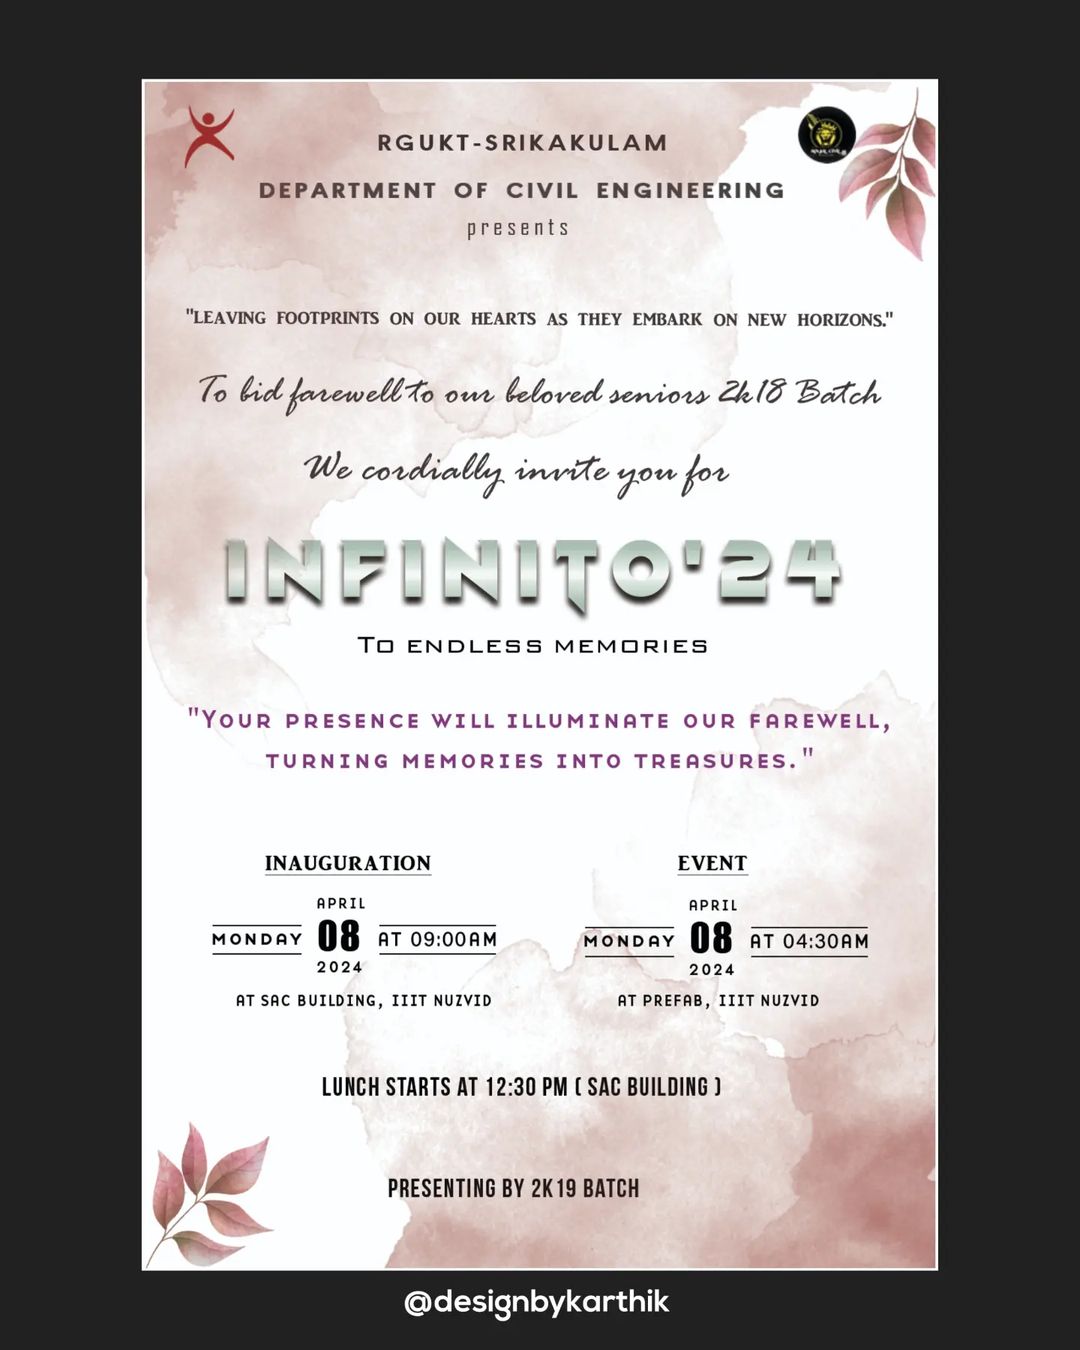 RGUKT-SRIKAKULAM
DEPARTMENT OF CIVIL ENGINEERING
presents
"LEAVING FOOTPRINTS ON OUR HEARTS AS THEY EMBARK ON NEW HORIZONS."
To bid farewell to our beloved seniors 2k18 Batch
We cordially invite you for
INFINITO'24
TO ENDLESS MEMORIES
"YOUR PRESENCE WILL ILLUMINATE OUR FAREWELL,
TURNING MEMORIES INTO TREASURES."
INAUGURATION
APRIL
MONDAY 08 AT 09:00AM
2024
AT SAC BUILDING, IIIT NUZVID
EVENT
APRIL
MONDAY 08 AT 04:30AM
2024
AT PREFAB, IIIT NUZVID
LUNCH STARTS AT 12:30 PM ( SAC BUILDING )
PRESENTING BY 2K19 BATCH
@designbykarthik